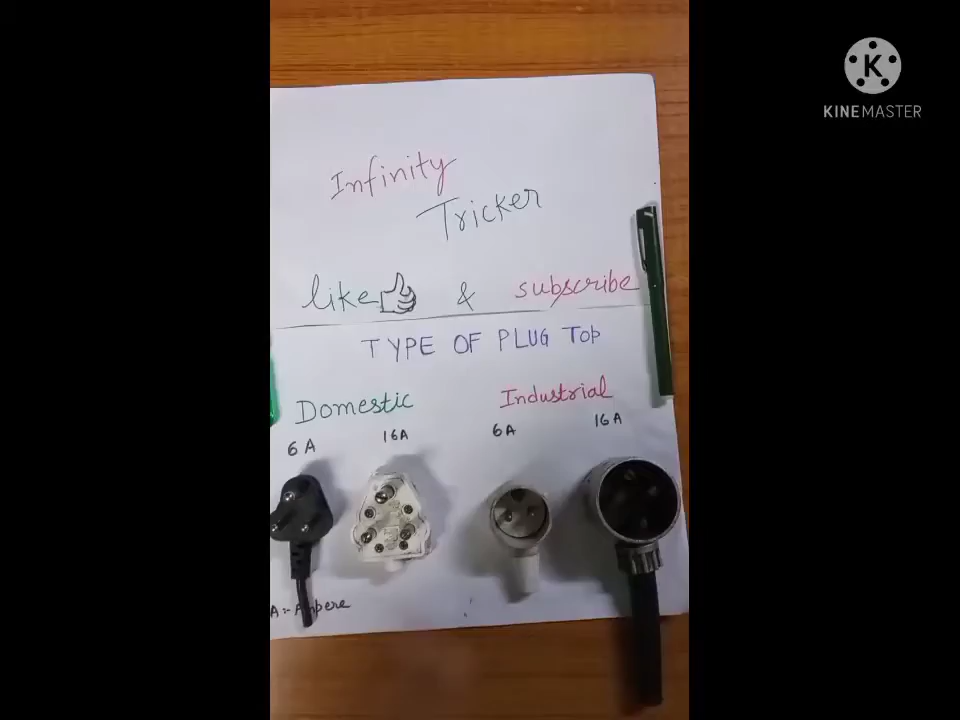 KINEMASTER
Infinity
Tricker
like & subscribe
TYPE OF PLUG TOP
Domestic Industrial
6A 16A 6A 16A
A:- Ampere